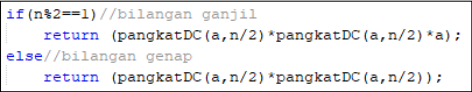 if(n%2==1)//bilangan ganjil
return (pangkatDC(a,n/2)*pangkatDC(a,n/2)*a);
else//bilangan genap
return (pangkatDC(a,n/2)*pangkatDC(a,n/2));